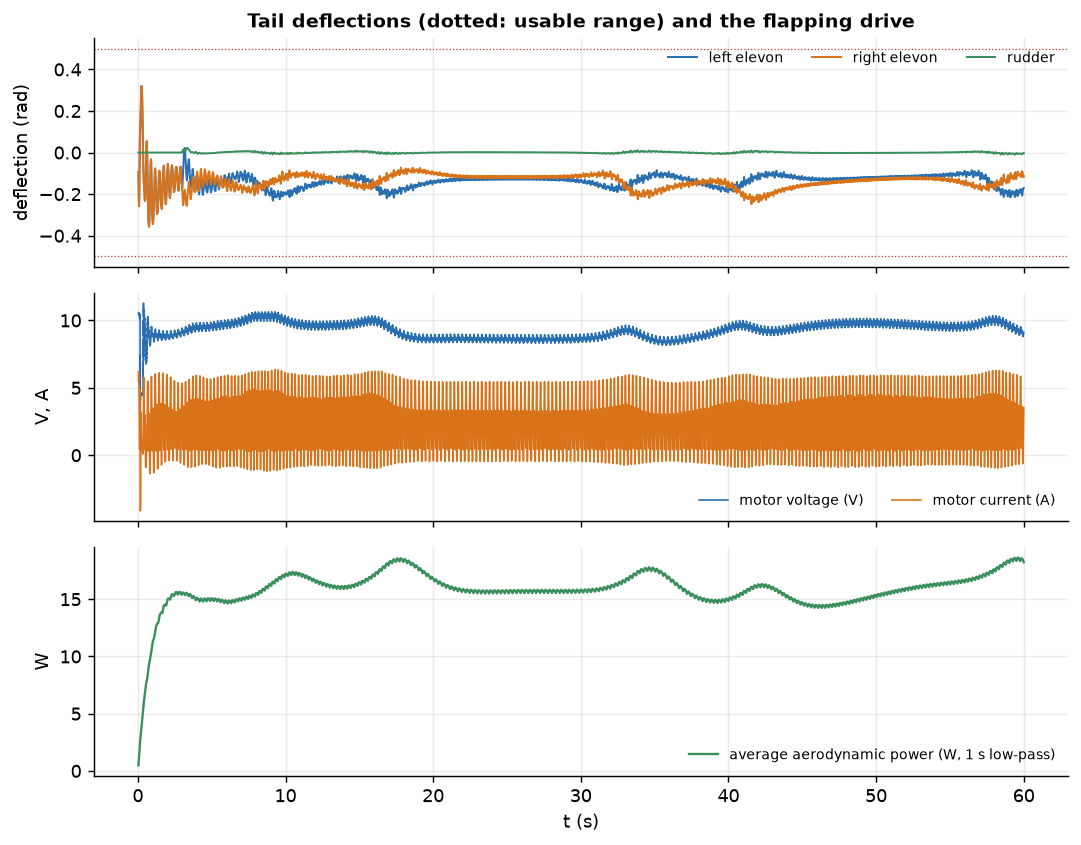 Tail deflections (dotted: usable range) and the flapping drive
deflection (rad)
0.4
0.2
0.0
−0.2
−0.4
left elevon
right elevon
rudder
V, A
10
5
0
motor voltage (V)
motor current (A)
W
15
10
5
0
average aerodynamic power (W, 1 s low-pass)
0
10
20
30
40
50
60
t (s)